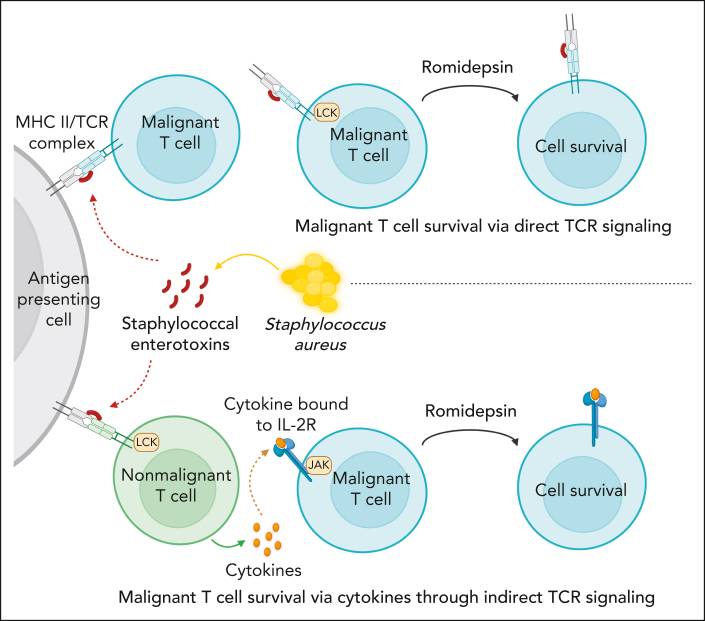 MHC II/TCR
complex
Malignant
T cell
LCK
Malignant
T cell
Romidepsin
Cell survival
Malignant T cell survival via direct TCR signaling
Antigen
presenting
cell
Staphylococcal
enterotoxins
Staphylococcus
aureus
LCK
Nonmalignant
T cell
Cytokine bound
to IL-2R
JAK
Malignant
T cell
Romidepsin
Cell survival
Cytokines
Malignant T cell survival via cytokines through indirect TCR signaling